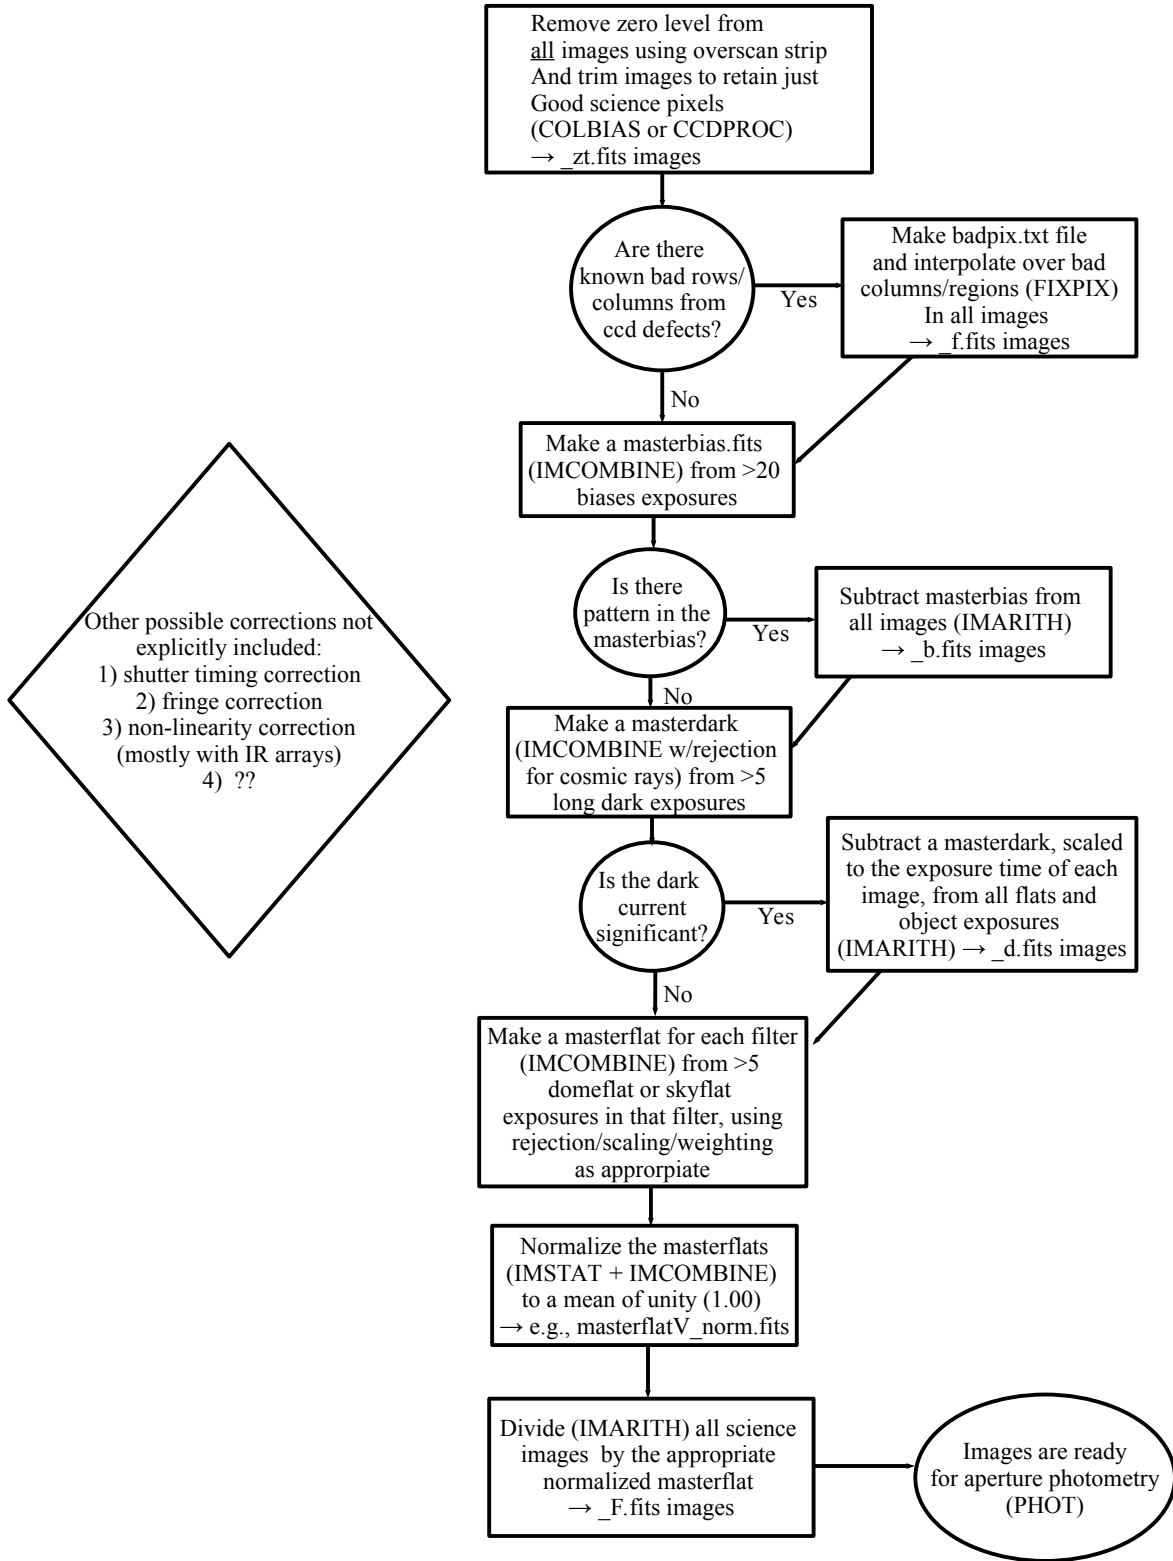 Remove zero level from
all images using overscan strip
And trim images to retain just
Good science pixels
(COLBIAS or CCDPROC)
→ _zt.fits images
Are there
known bad rows/
columns from
ccd defects?
Yes
Make badpix.txt file
and interpolate over bad
columns/regions (FIXPIX)
In all images
→ _f.fits images
No
Make a masterbias.fits
(IMCOMBINE) from >20
biases exposures
Is there
pattern in the
masterbias?
Yes
Subtract masterbias from
all images (IMARITH)
→ _b.fits images
No
Other possible corrections not
explicitly included:
1) shutter timing correction
2) fringe correction
3) non-linearity correction
(mostly with IR arrays)
4) ??
Make a masterdark
(IMCOMBINE w/rejection
for cosmic rays) from >5
long dark exposures
Is the dark
current
significant?
Yes
Subtract a masterdark, scaled
to the exposure time of each
image, from all flats and
object exposures
(IMARITH) → _d.fits images
No
Make a masterflat for each filter
(IMCOMBINE) from >5
domeflat or skyflat
exposures in that filter, using
rejection/scaling/weighting
as approrpiate
Normalize the masterflats
(IMSTAT + IMCOMBINE)
to a mean of unity (1.00)
→ e.g., masterflatV_norm.fits
Divide (IMARITH) all science
images by the appropriate
normalized masterflat
→ _F.fits images
Images are ready
for aperture photometry
(PHOT)